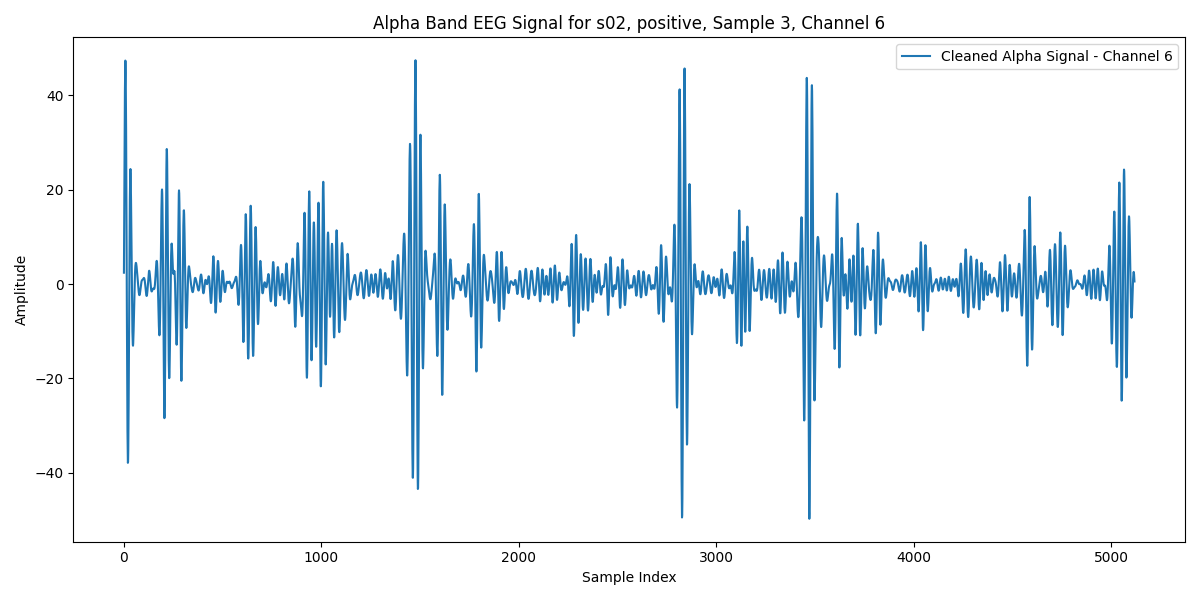 Alpha Band EEG Signal for s02, positive, Sample 3, Channel 6
Cleaned Alpha Signal - Channel 6
Amplitude
40
20
0
−20
−40
0
1000
2000
3000
4000
5000
Sample Index